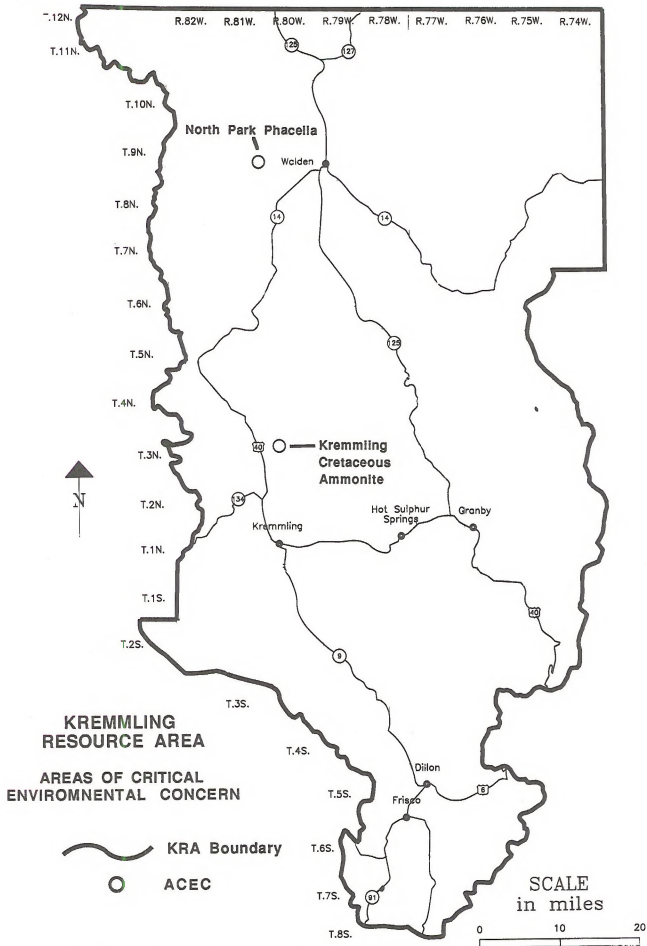 T.12N.
R.82W. R.81W. R.80W. R.79W. R.78W. R.77W. R.76W. R.75W. R.74W.
T.11N.
125
127
T.10N.
North Park Phacelia
T.9N.
Walden
T.8N.
14
14
T.7N.
T.6N.
125
T.5N.
T.4N.
40
Kremmling
Cretaceous
Ammonite
T.3N.
N
134
T.2N.
Kremmling
Hot Sulphur
Springs
Granby
T.1N.
T.1S.
40
T.2S.
9
T.3S.
KREMMLING
RESOURCE AREA
T.4S.
AREAS OF CRITICAL
ENVIROMNENTAL CONCERN
Dillon
T.5S.
6
Frisco
KRA Boundary
T.6S.
ACEC
T.7S.
91
SCALE
in miles
T.8S.
0 10 20